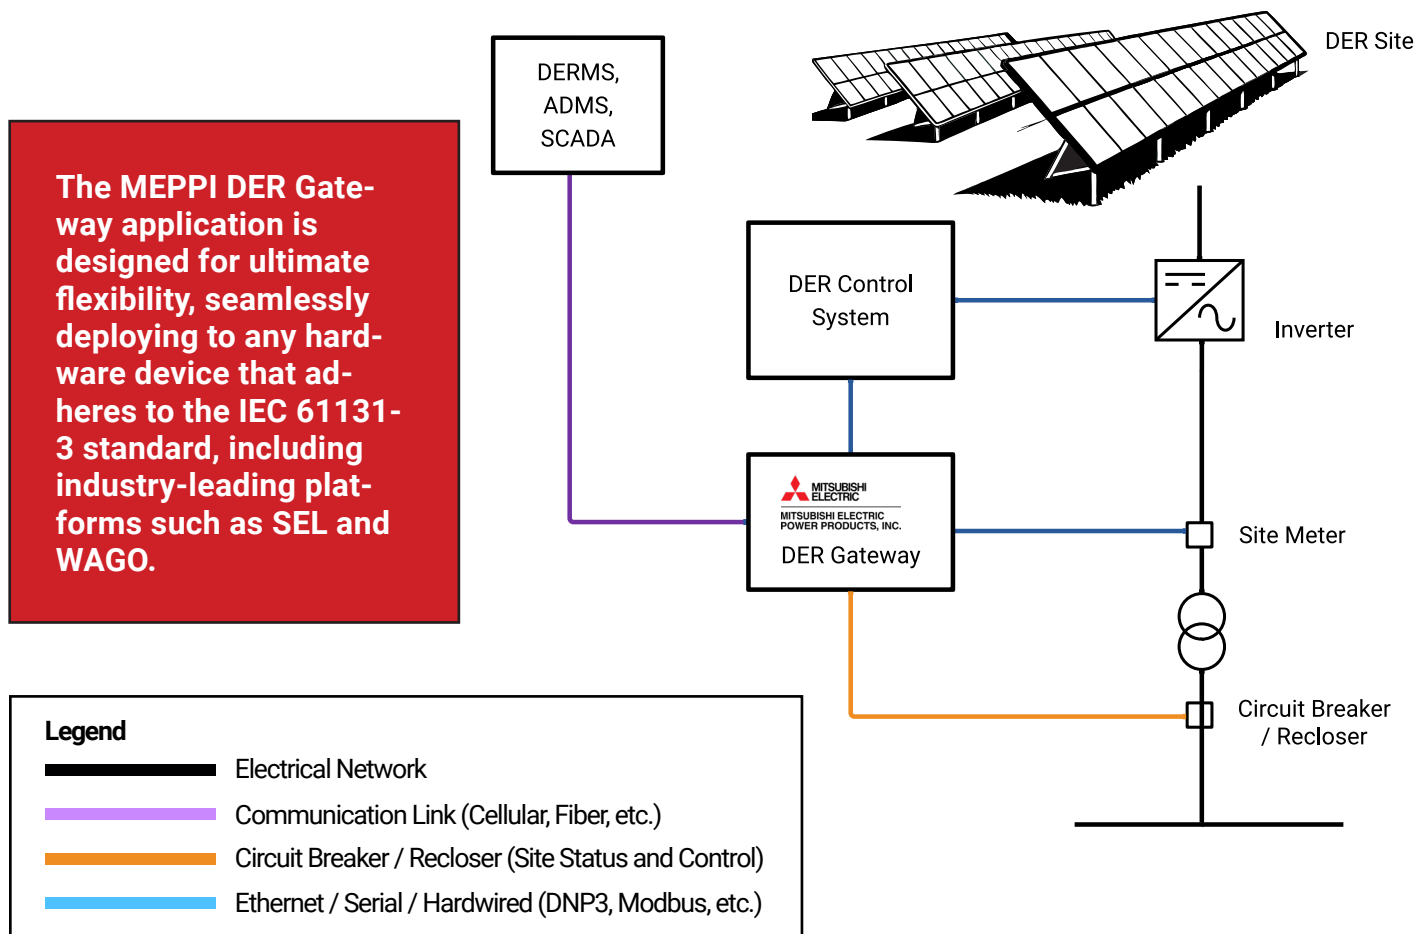 DERMS,
ADMS,
SCADA
DER Site
The MEPPI DER Gate-
way application is
designed for ultimate
flexibility, seamlessly
deploying to any hard-
ware device that ad-
heres to the IEC 61131-
3 standard, including
industry-leading plat-
forms such as SEL and
WAGO.
DER Control
System
Inverter
MITSUBISHI
ELECTRIC
MITSUBISHI ELECTRIC
POWER PRODUCTS, INC.
DER Gateway
Site Meter
Circuit Breaker
/ Recloser
Legend
Electrical Network
Communication Link (Cellular, Fiber, etc.)
Circuit Breaker / Recloser (Site Status and Control)
Ethernet / Serial / Hardwired (DNP3, Modbus, etc.)